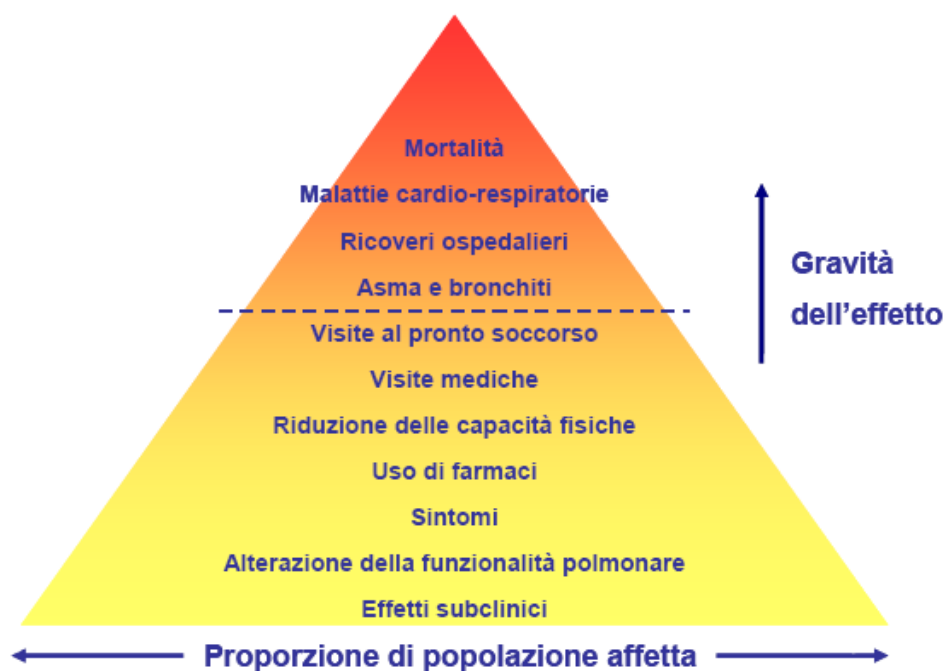 Mortalità
Malattie cardio-respiratorie
Ricoveri ospedalieri
Asma e bronchiti
Visite al pronto soccorso
Visite mediche
Riduzione delle capacità fisiche
Uso di farmaci
Sintomi
Alterazione della funzionalità polmonare
Effetti subclinici
Gravità
dell'effetto
Proporzione di popolazione affetta